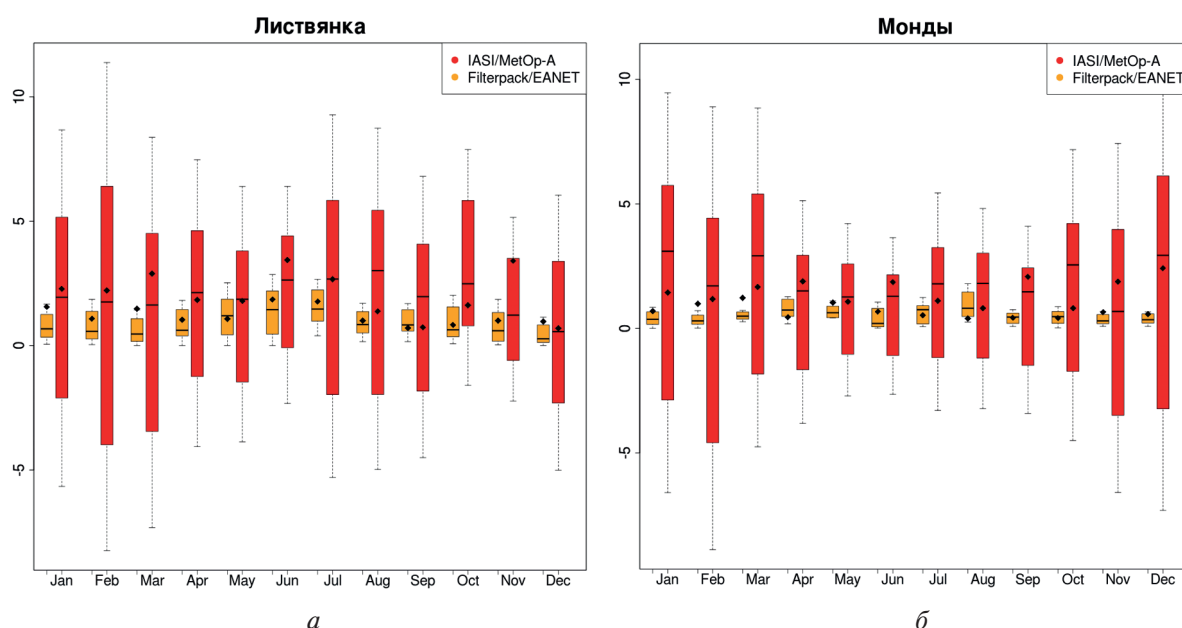 Листвянка
IASI/MetOp-A
Filterpack/EANET
10
5
0
-5
Jan Feb Mar Apr May Jun Jul Aug Sep Oct Nov Dec
а
Монды
IASI/MetOp-A
Filterpack/EANET
10
5
0
-5
Jan Feb Mar Apr May Jun Jul Aug Sep Oct Nov Dec
б